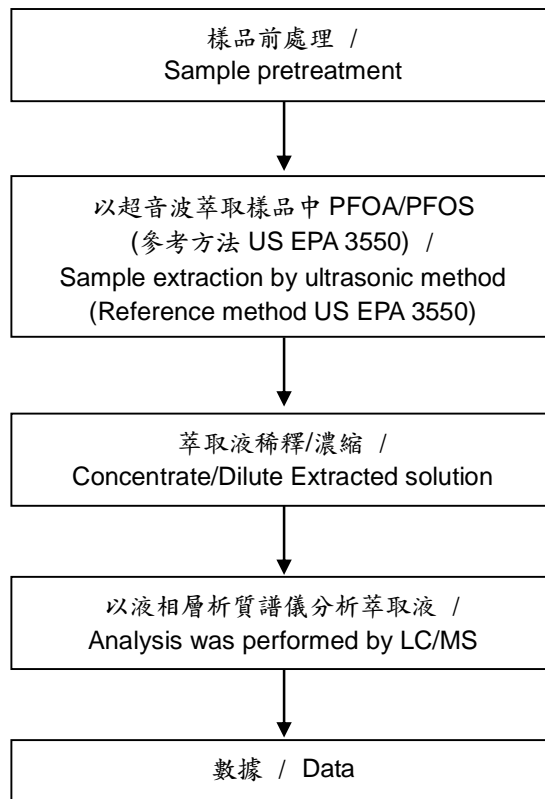 樣品前處理 /
Sample pretreatment
以超音波萃取樣品中 PFOA/PFOS
(參考方法 US EPA 3550) /
Sample extraction by ultrasonic method
(Reference method US EPA 3550)
萃取液稀釋/濃縮 /
Concentrate/Dilute Extracted solution
以液相層析質譜儀分析萃取液 /
Analysis was performed by LC/MS
數據 / Data